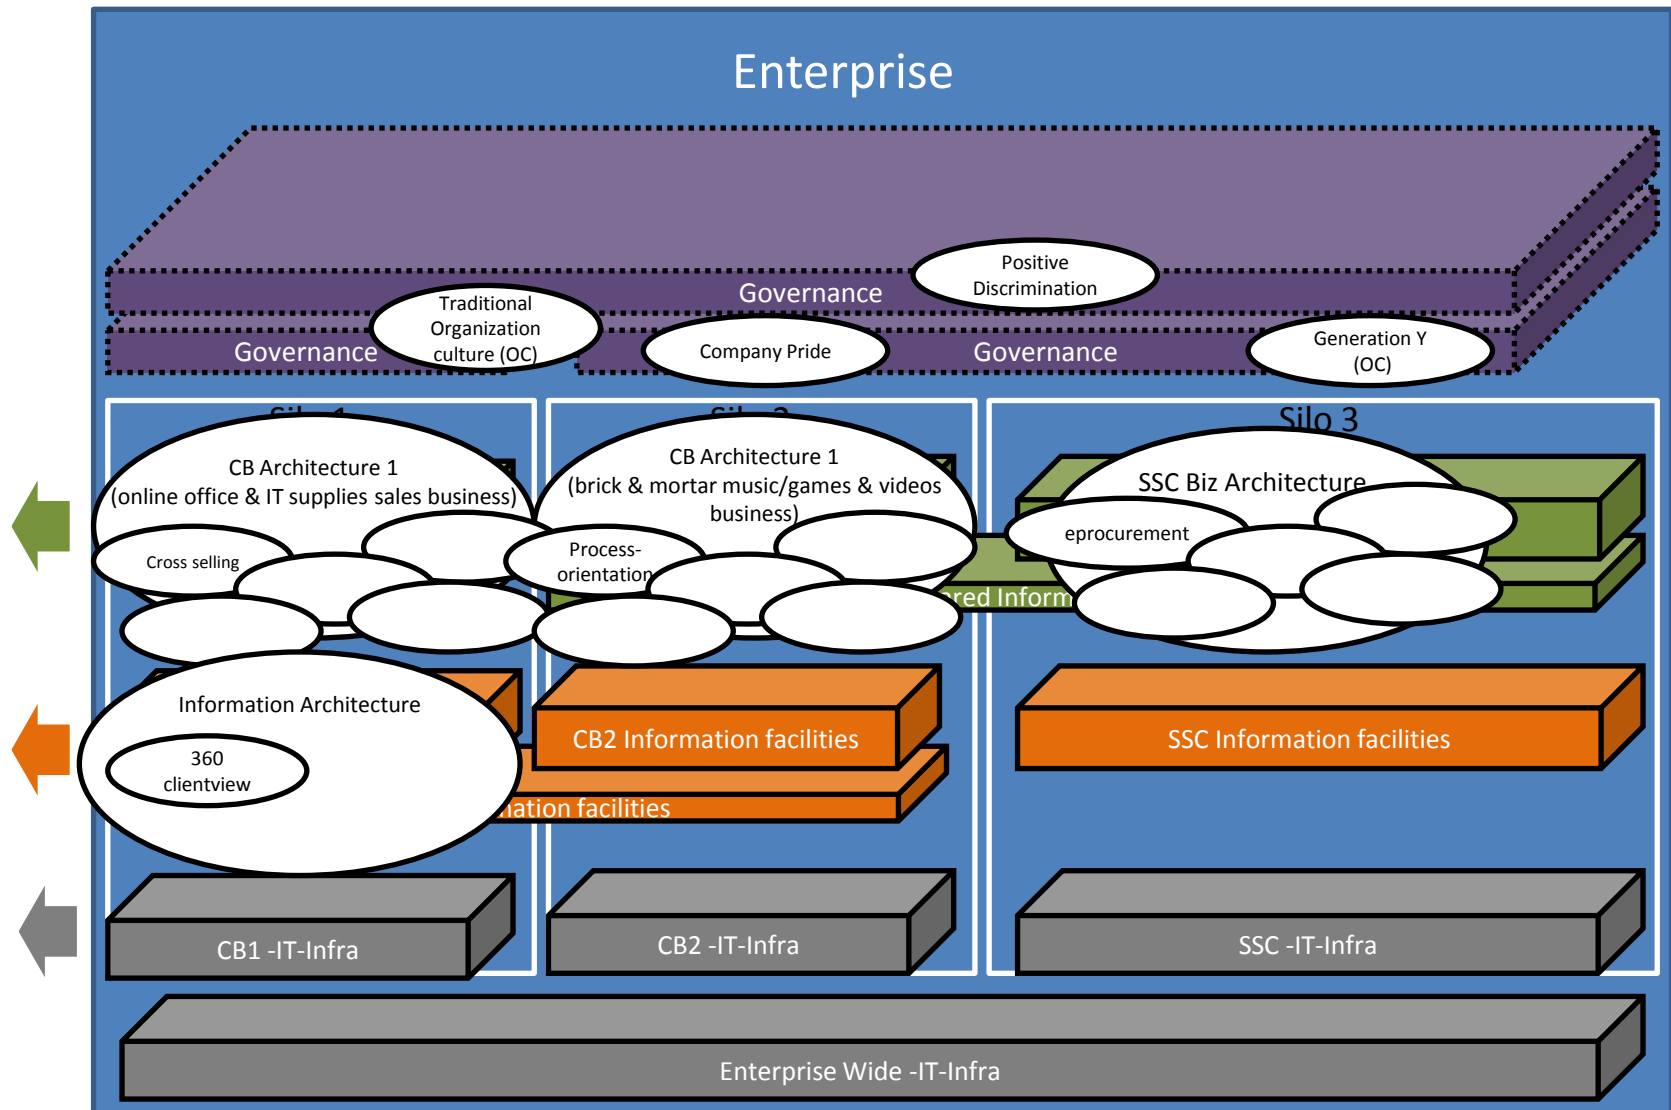 Enterprise
Positive
Discrimination
Governance
Traditional
Organization
culture (OC)
Governance
Company Pride
Governance
Generation Y
(OC)
Silo 3
CB Architecture 1
(online office & IT supplies sales business)
CB Architecture 1
(brick & mortar music/games & videos
business)
SSC Biz Architecture
Cross selling
Process-
orientation
eprocurement
Information Architecture
360
clientview
CB2 Information facilities
SSC Information facilities
facilities
CB1 -IT-Infra
CB2 -IT-Infra
SSC -IT-Infra
Enterprise Wide -IT-Infra